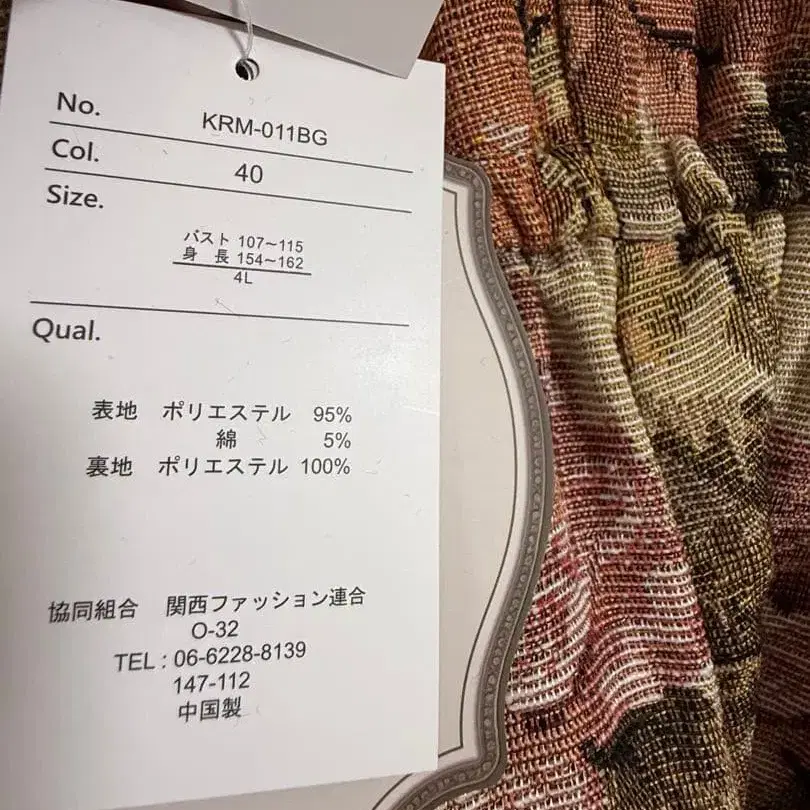 No. KRM-011BG
Col. 40
Size.
バスト 107～115
身 長 154～162
4L
Qual.
表地 ポリエステル 95%
綿 5%
裏地 ポリエステル 100%
協同組合 関西ファッション連合
O-32
TEL : 06-6228-8139
147-112
中国製